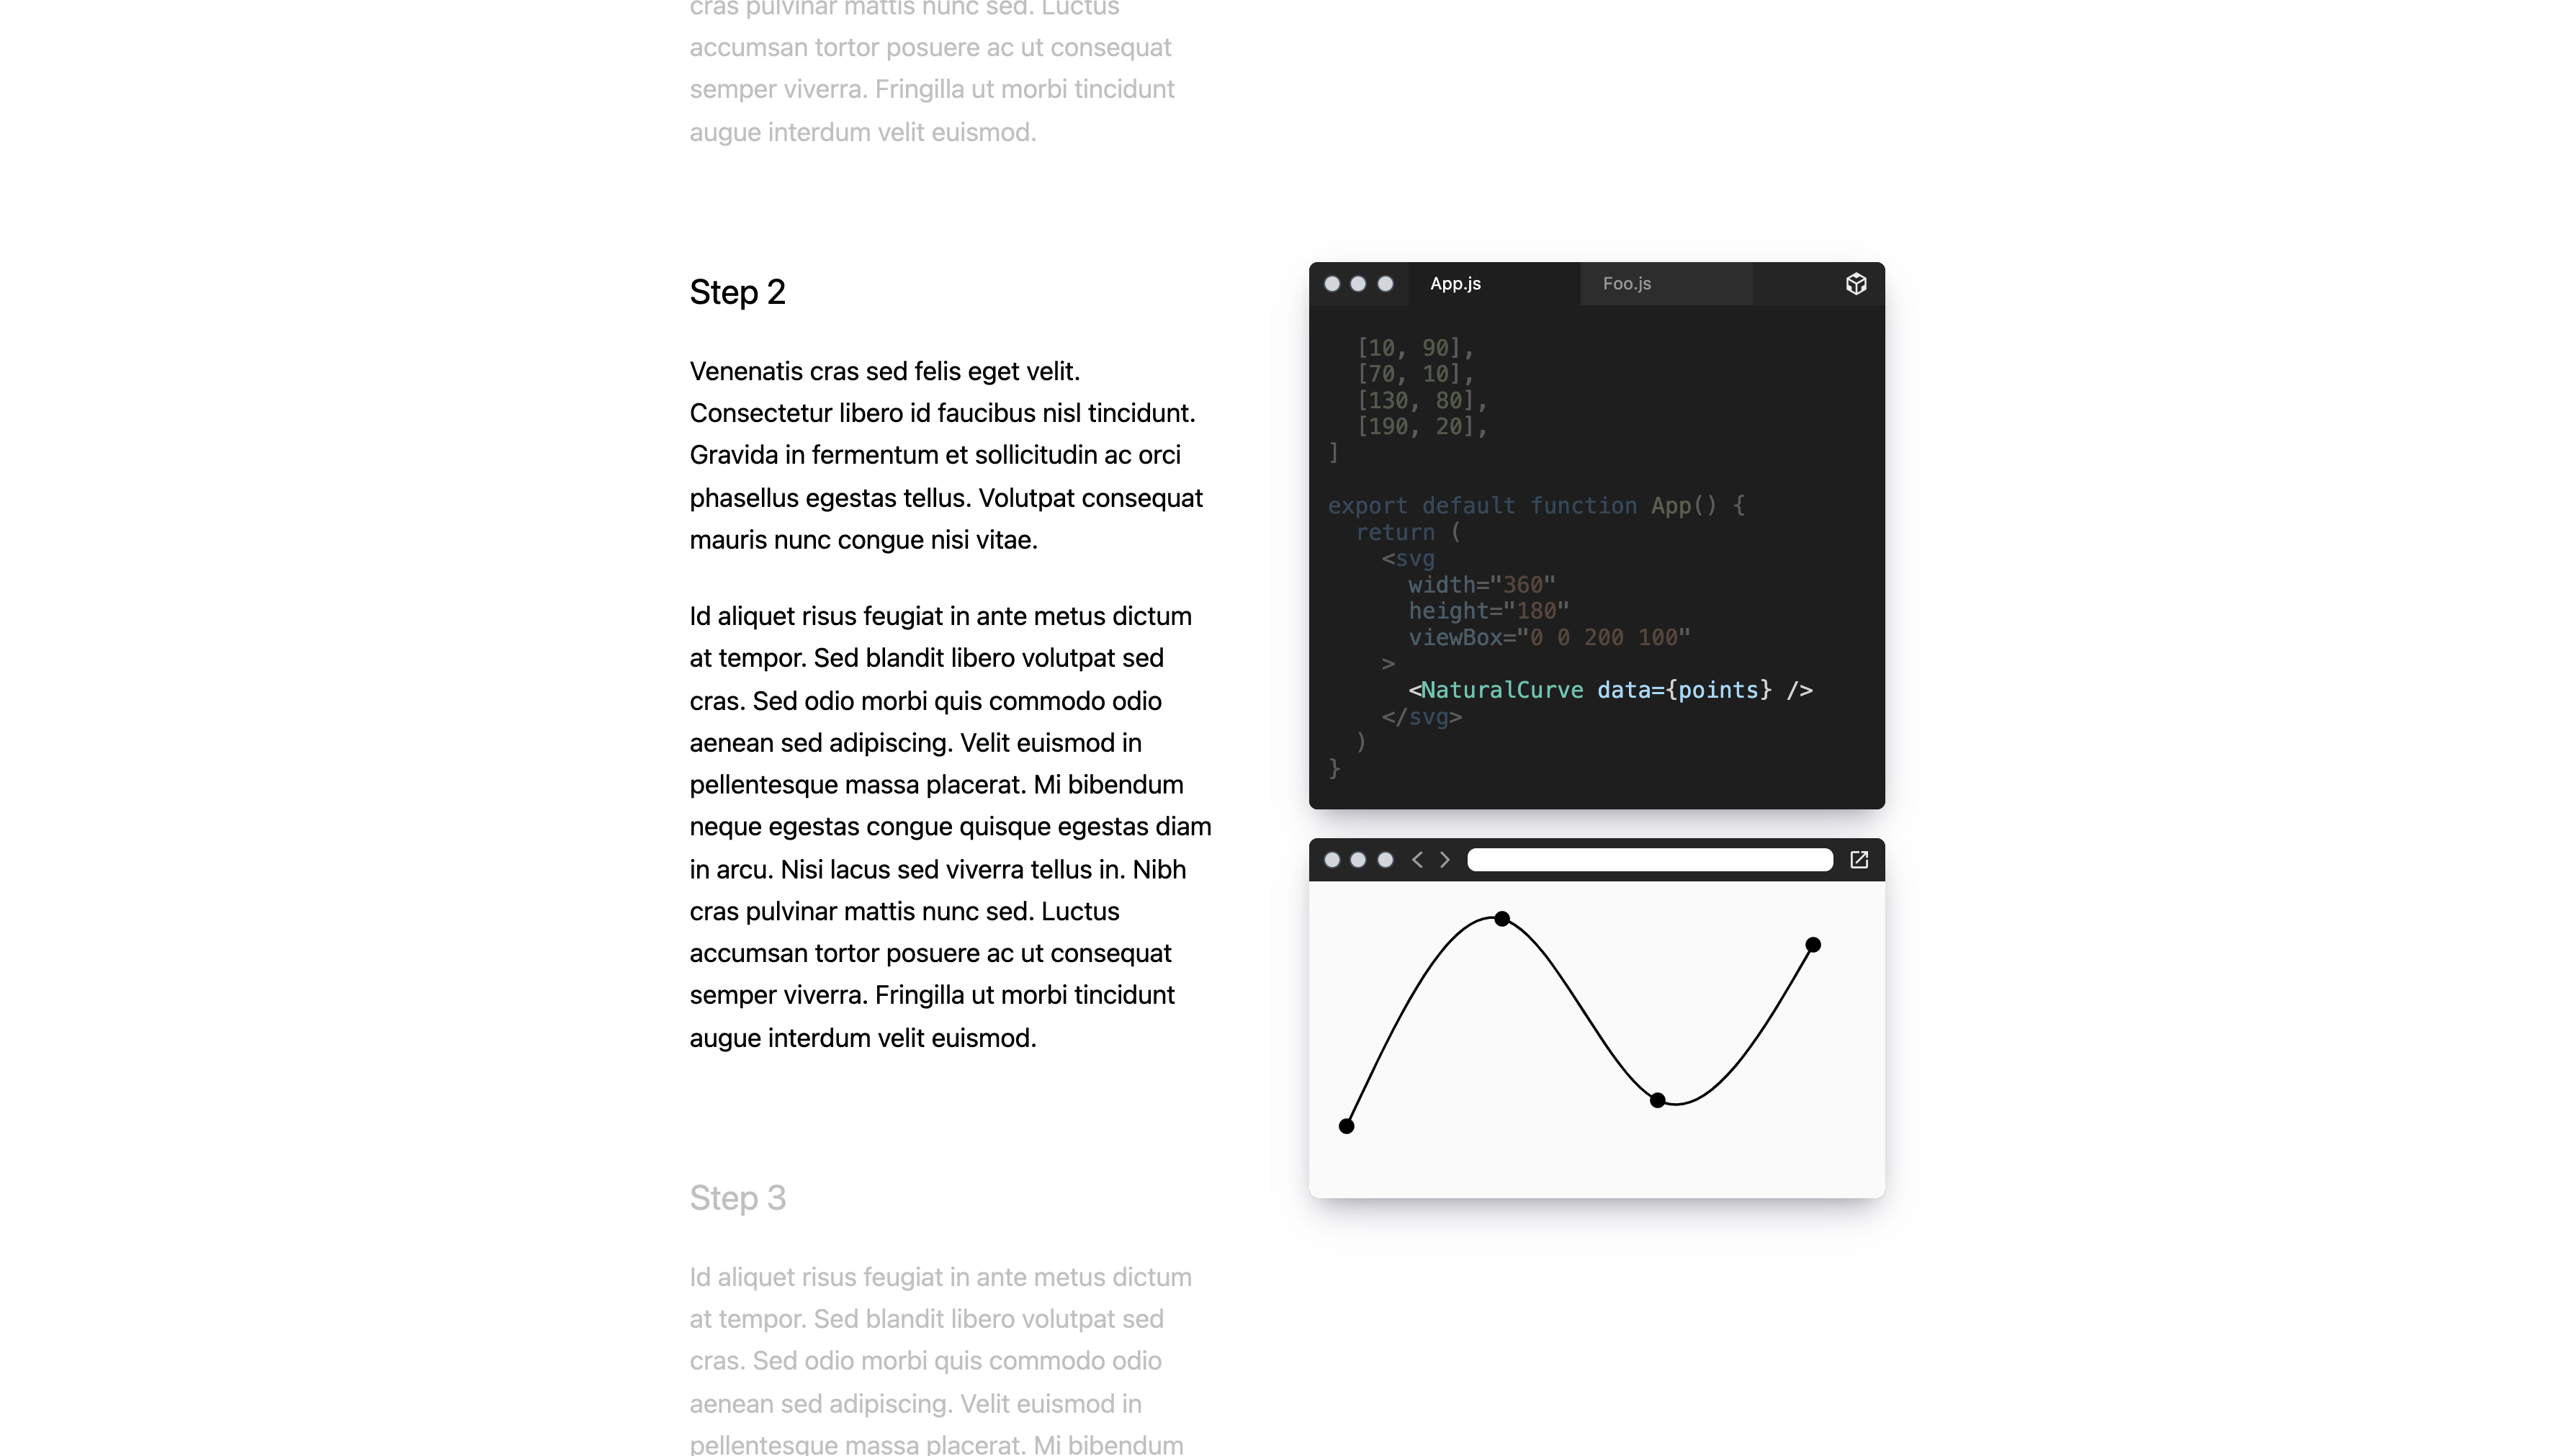 cras pulvinar mattis nunc sed. Luctus
accumsan tortor posuere ac ut consequat
semper viverra. Fringilla ut morbi tincidunt
augue interdum velit euismod.
Step 2
Venenatis cras sed felis eget velit.
Consectetur libero id faucibus nisl tincidunt.
Gravida in fermentum et sollicitudin ac orci
phasellus egestas tellus. Volutpat consequat
mauris nunc congue nisi vitae.
Id aliquet risus feugiat in ante metus dictum
at tempor. Sed blandit libero volutpat sed
cras. Sed odio morbi quis commodo odio
aenean sed adipiscing. Velit euismod in
pellentesque massa placerat. Mi bibendum
neque egestas congue quisque egestas diam
in arcu. Nisi lacus sed viverra tellus in. Nibh
cras pulvinar mattis nunc sed. Luctus
accumsan tortor posuere ac ut consequat
semper viverra. Fringilla ut morbi tincidunt
augue interdum velit euismod.
Step 3
Id aliquet risus feugiat in ante metus dictum
at tempor. Sed blandit libero volutpat sed
cras. Sed odio morbi quis commodo odio
aenean sed adipiscing. Velit euismod in
pellentesque massa placerat. Mi bibendum
App.js
Foo.js
[10, 90],
[70, 10],
[130, 80],
[190, 20],
]
export default function App() {
return (
<svg
width="360"
height="180"
viewBox="0 0 200 100"
>
<NaturalCurve data={points} />
</svg>
)
}